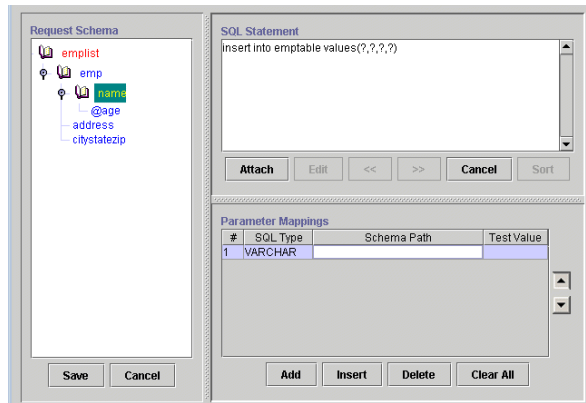 Request Schema
emplist
emp
name
@age
address
citystatezip
Save Cancel
SQL Statement
insert into emptable values(?,?,?,?)
Attach Edit << >> Cancel Sort
Parameter Mappings
# SQL Type Schema Path Test Value
1 VARCHAR
Add Insert Delete Clear All